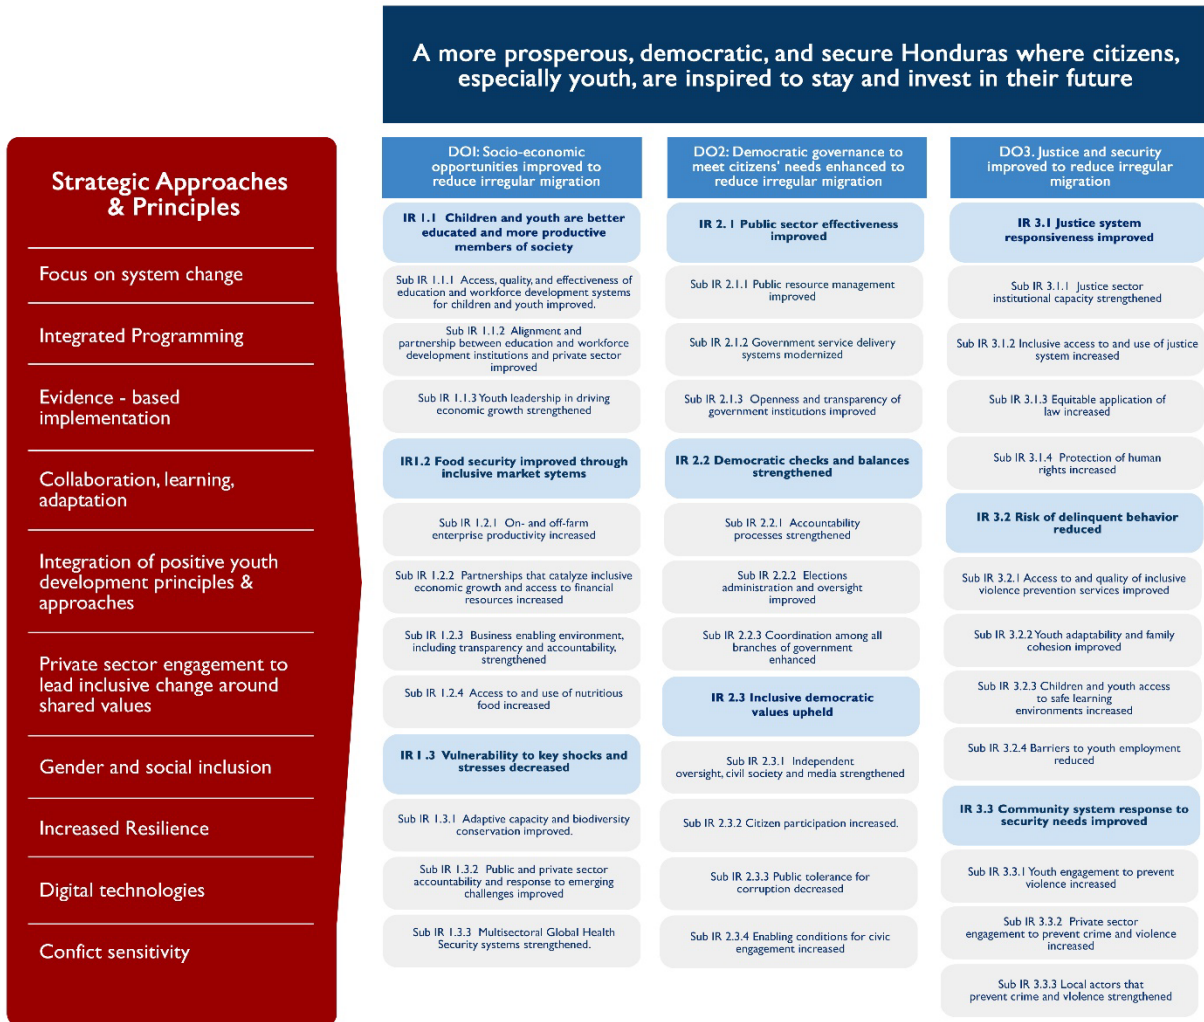 A more prosperous, democratic, and secure Honduras where citizens,
especially youth, are inspired to stay and invest in their future
Strategic Approaches
& Principles
Focus on system change
Integrated Programming
Evidence - based
implementation
Collaboration, learning,
adaptation
Integration of positive youth
development principles &
approaches
Private sector engagement to
lead inclusive change around
shared values
Gender and social inclusion
Increased Resilience
Digital technologies
Confict sensitivity
DO1: Socio-economic
opportunities improved to
reduce irregular migration
IR 1.1 Children and youth are better
educated and more productive
members of society
Sub IR 1.1.1 Access, quality, and effectiveness of
education and workforce development systems
for children and youth improved.
Sub IR 1.1.2 Alignment and
partnership between education and workforce
development institutions and private sector
improved
Sub IR 1.1.3 Youth leadership in driving
economic growth strengthened
IR1.2 Food security improved through
inclusive market sytems
Sub IR 1.2.1 On- and off-farm
enterprise productivity increased
Sub IR 1.2.2 Partnerships that catalyze inclusive
economic growth and access to financial
resources increased
Sub IR 1.2.3 Business enabling environment,
including transparency and accountability,
strengthened
Sub IR 1.2.4 Access to and use of nutritious
food increased
IR 1.3 Vulnerability to key shocks and
stresses decreased
Sub IR 1.3.1 Adaptive capacity and biodiversity
conservation improved.
Sub IR 1.3.2 Public and private sector
accountability and response to emerging
challenges improved
Sub IR 1.3.3 Multisectoral Global Health
Security systems strengthened.
DO2: Democratic governance to
meet citizens' needs enhanced to
reduce irregular migration
IR 2.1 Public sector effectiveness
improved
Sub IR 2.1.1 Public resource management
improved
Sub IR 2.1.2 Government service delivery
systems modernized
Sub IR 2.1.3 Openness and transparency of
government institutions improved
IR 2.2 Democratic checks and balances
strengthened
Sub IR 2.2.1 Accountability
processes strengthened
Sub IR 2.2.2 Elections
administration and oversight
improved
Sub IR 2.2.3 Coordination among all
branches of government
enhanced
IR 2.3 Inclusive democratic
values upheld
Sub IR 2.3.1 Independent
oversight, civil society and media strengthened
Sub IR 2.3.2 Citizen participation increased.
Sub IR 2.3.3 Public tolerance for
corruption decreased
Sub IR 2.3.4 Enabling conditions for civic
engagement increased
DO3. Justice and security
improved to reduce irregular
migration
IR 3.1 Justice system
responsiveness improved
Sub IR 3.1.1 Justice sector
institutional capacity strengthened
Sub IR 3.1.2 Inclusive access to and use of justice
system increased
Sub IR 3.1.3 Equitable application of
law increased
Sub IR 3.1.4 Protection of human
rights increased
IR 3.2 Risk of delinquent behavior
reduced
Sub IR 3.2.1 Access to and quality of inclusive
violence prevention services improved
Sub IR 3.2.2 Youth adaptability and family
cohesion improved
Sub IR 3.2.3 Children and youth access
to safe learning
environments increased
Sub IR 3.2.4 Barriers to youth employment
reduced
IR 3.3 Community system response to
security needs improved
Sub IR 3.3.1 Youth engagement to prevent
violence increased
Sub IR 3.3.2 Private sector
engagement to prevent crime and violence
increased
Sub IR 3.3.3 Local actors that
prevent crime and violence strengthened